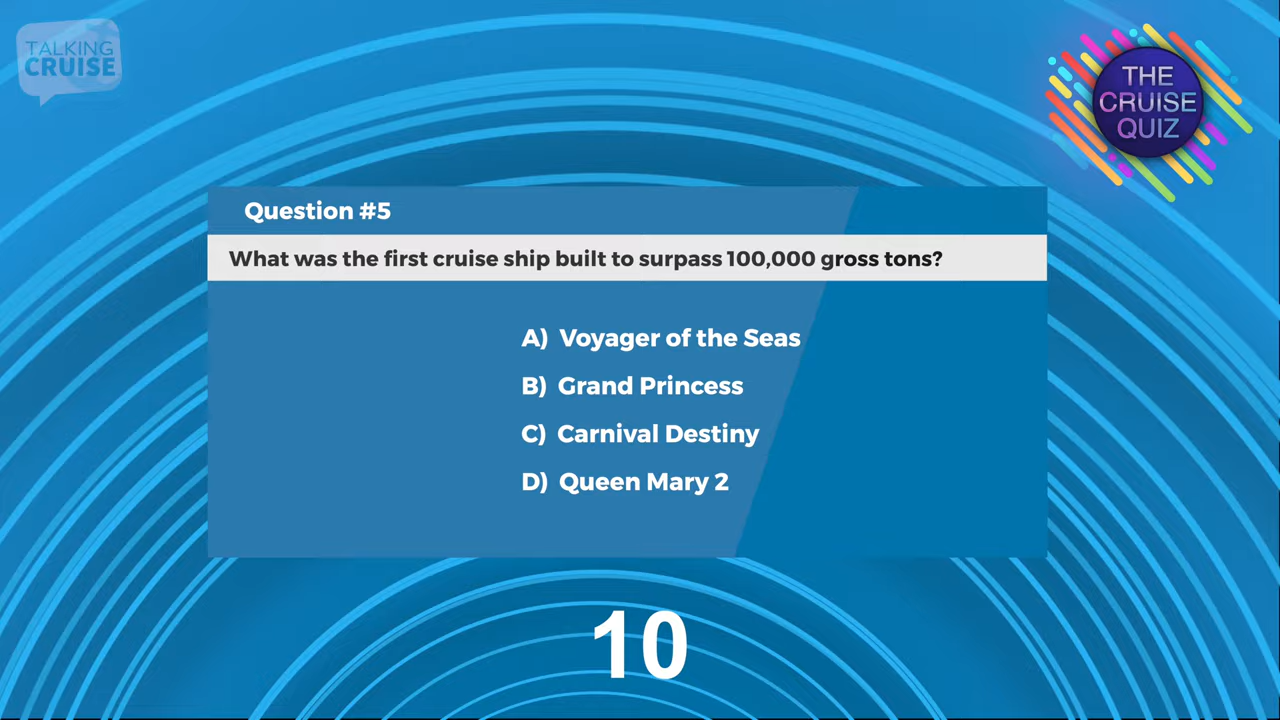 TALKING
CRUISE
THE
CRUISE
QUIZ
Question #5
What was the first cruise ship built to surpass 100,000 gross tons?
A) Voyager of the Seas
B) Grand Princess
C) Carnival Destiny
D) Queen Mary 2
10